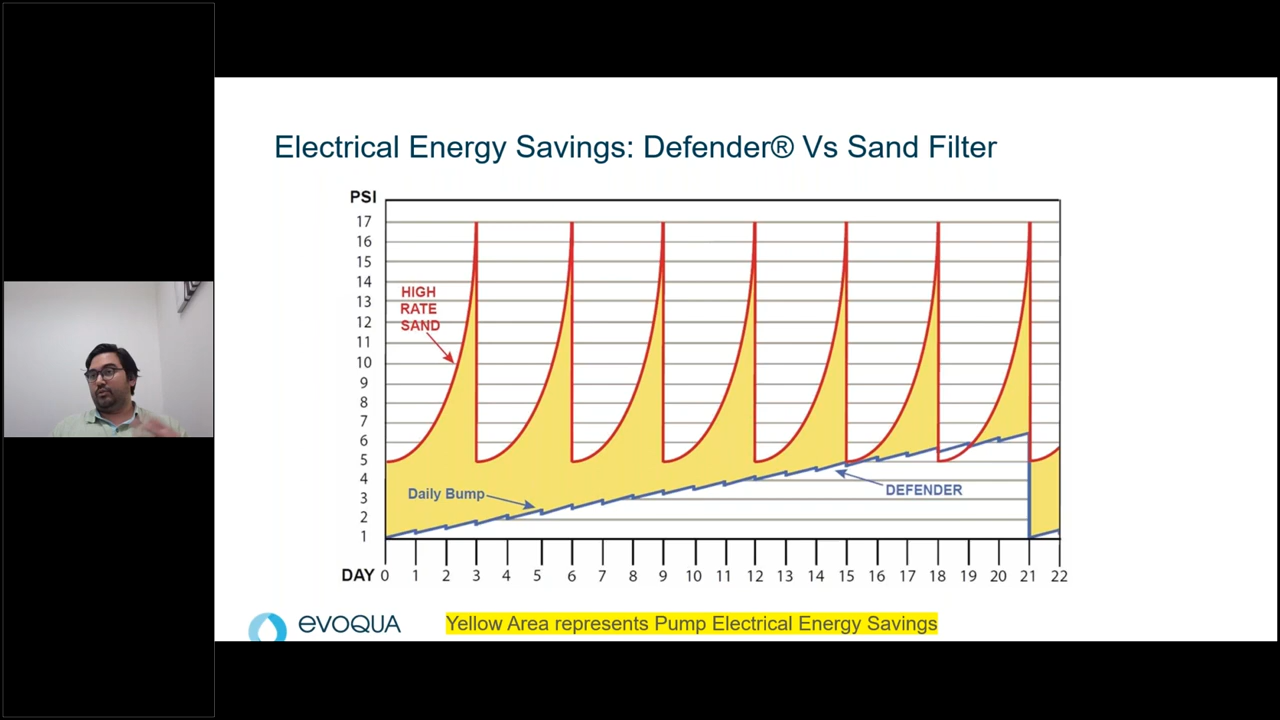 Electrical Energy Savings: Defender® Vs Sand Filter
PSI
17
16
15
14
13
12
11
10
9
8
7
6
5
4
3
2
1
HIGH
RATE
SAND
Daily Bump
DEFENDER
DAY 0 1 2 3 4 5 6 7 8 9 10 11 12 13 14 15 16 17 18 19 20 21 22
evoqua
Yellow Area represents Pump Electrical Energy Savings